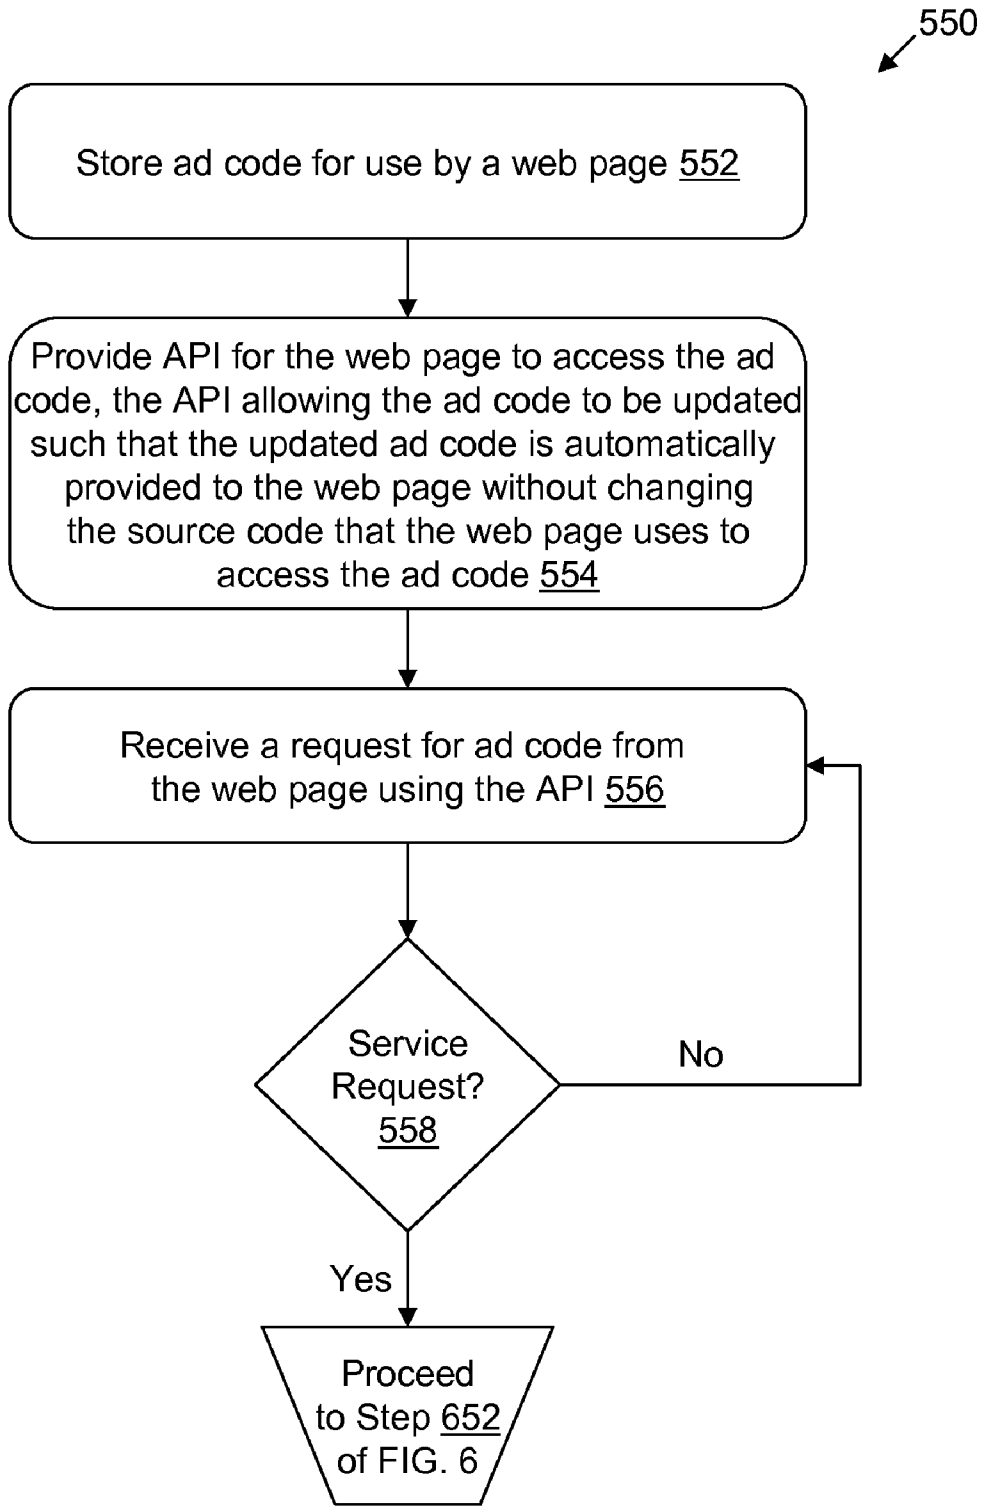 550
Store ad code for use by a web page 552
Provide API for the web page to access the ad
code, the API allowing the ad code to be updated
such that the updated ad code is automatically
provided to the web page without changing
the source code that the web page uses to
access the ad code 554
Receive a request for ad code from
the web page using the API 556
Service
Request?
558
No
Yes
Proceed
to Step 652
of FIG. 6